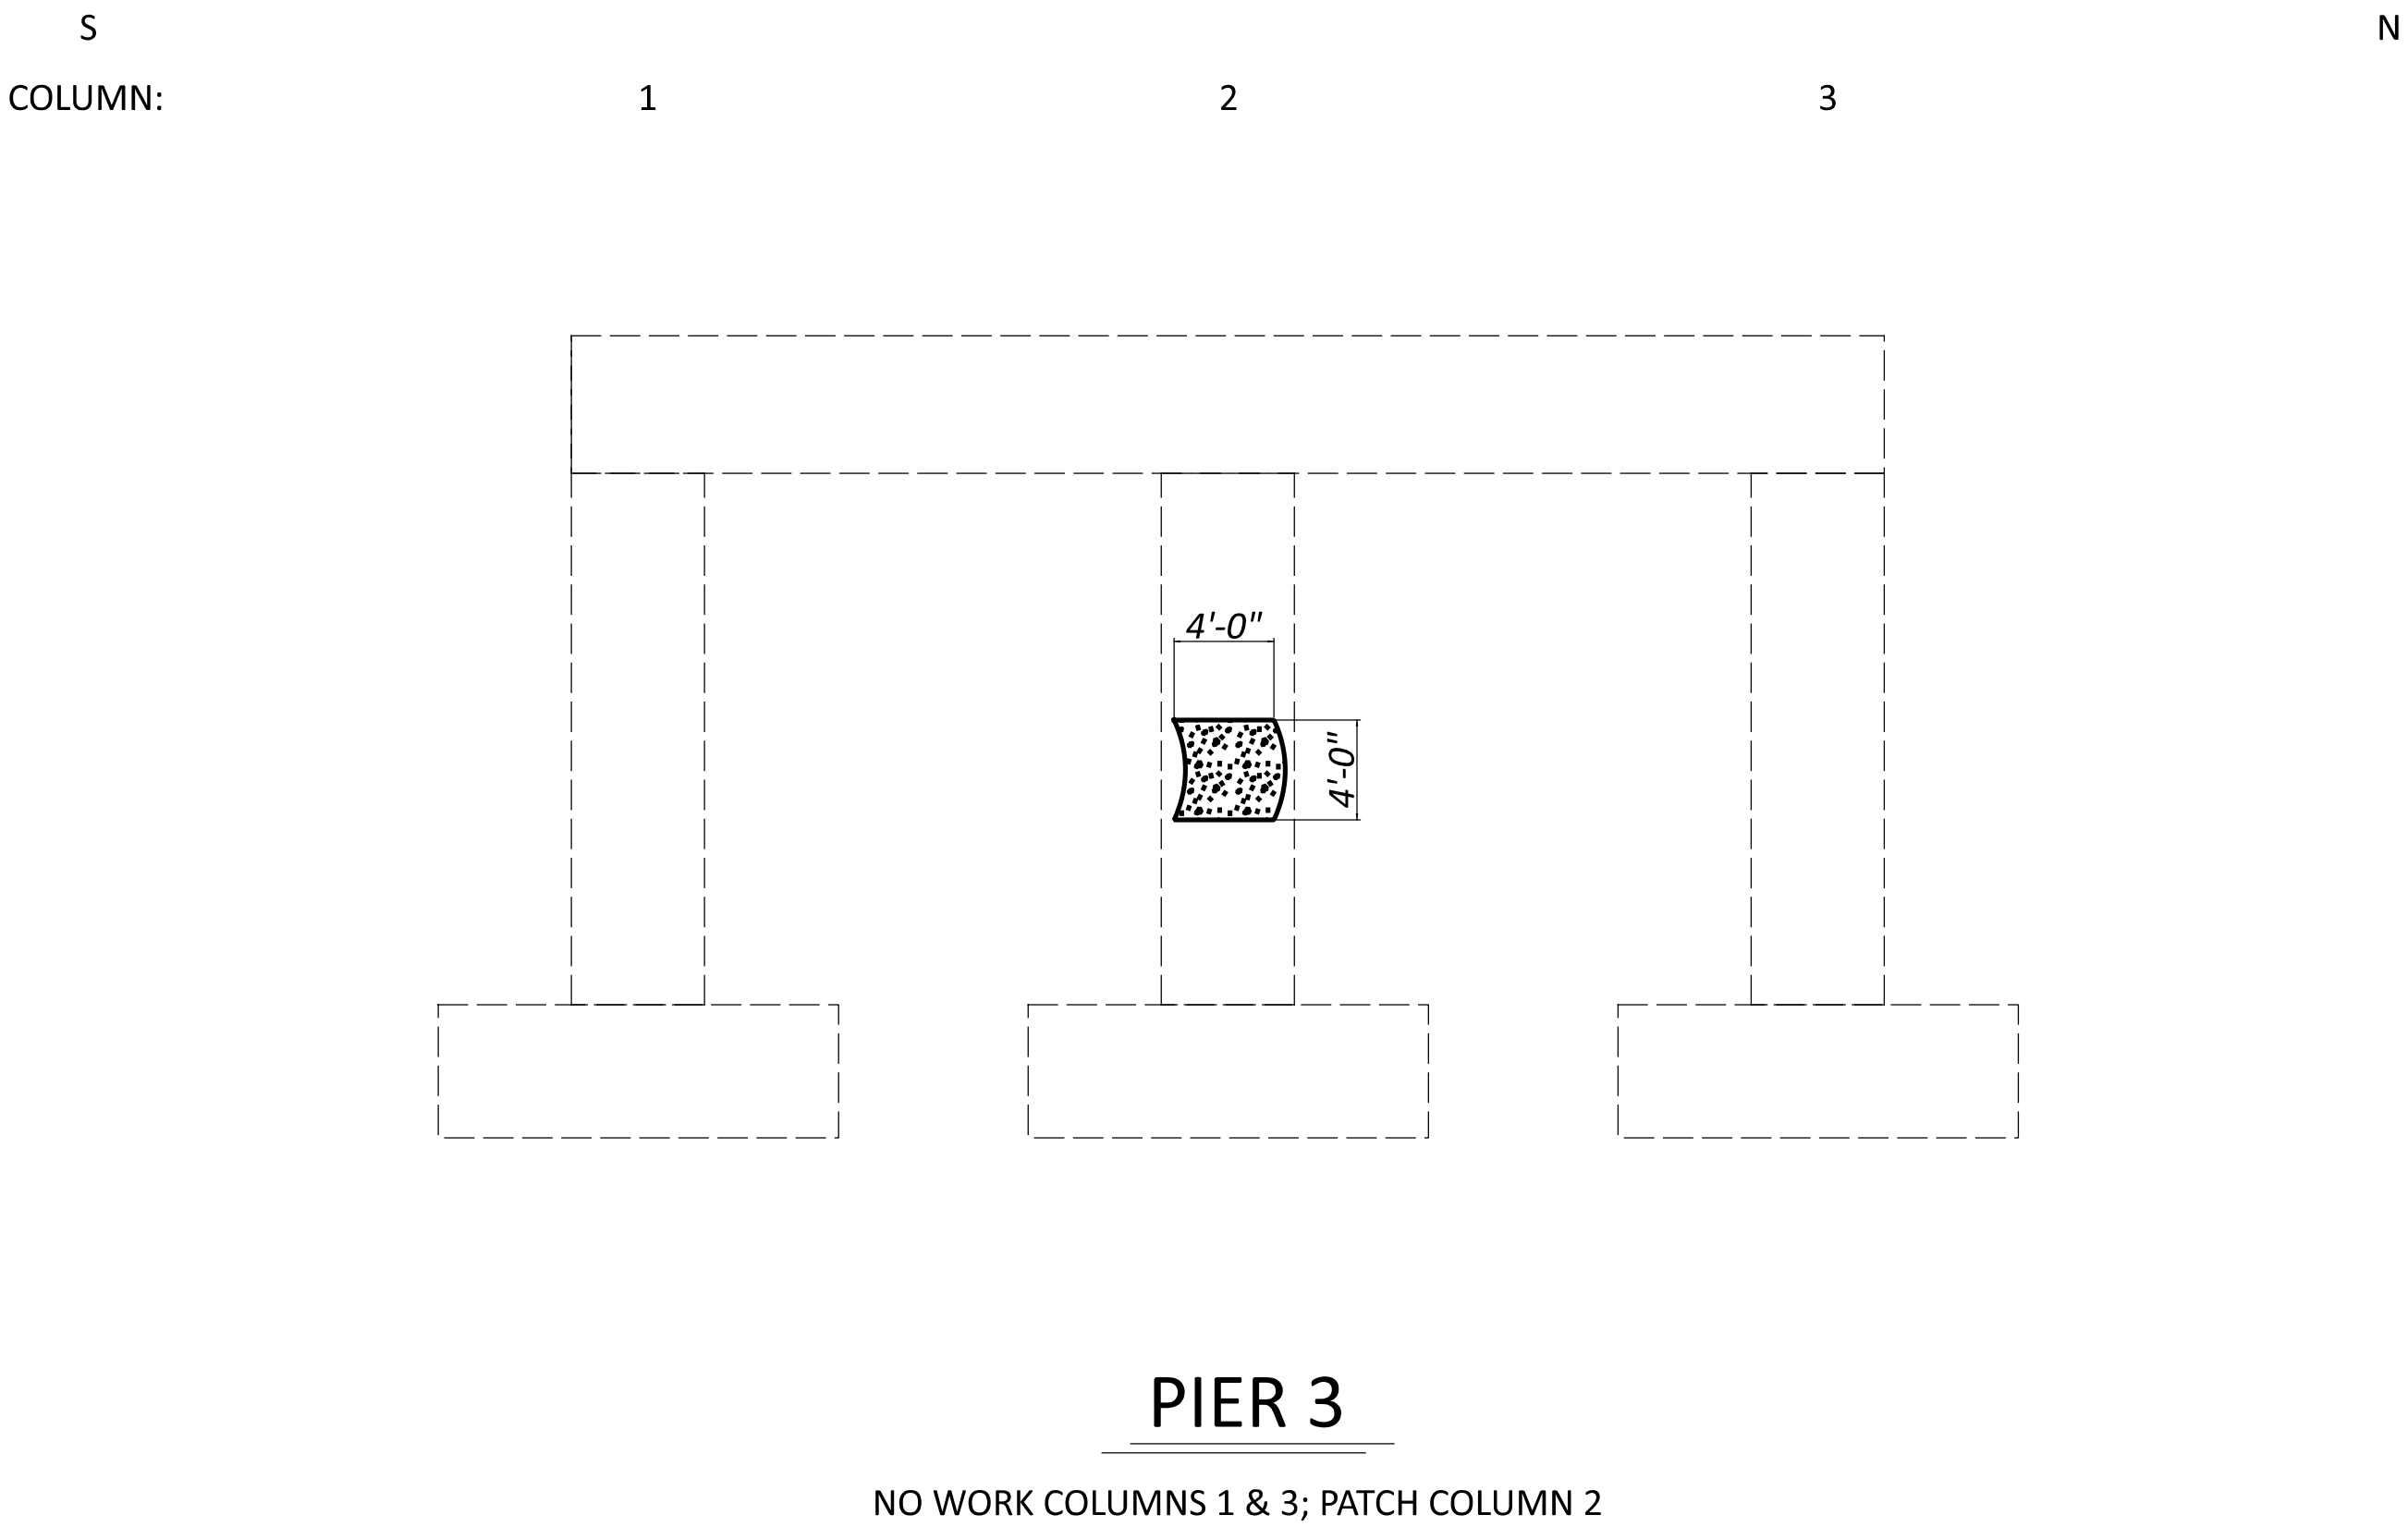 S N
COLUMN: 1 2 3
4'-0"
4'-0"
PIER 3
NO WORK COLUMNS 1 & 3; PATCH COLUMN 2